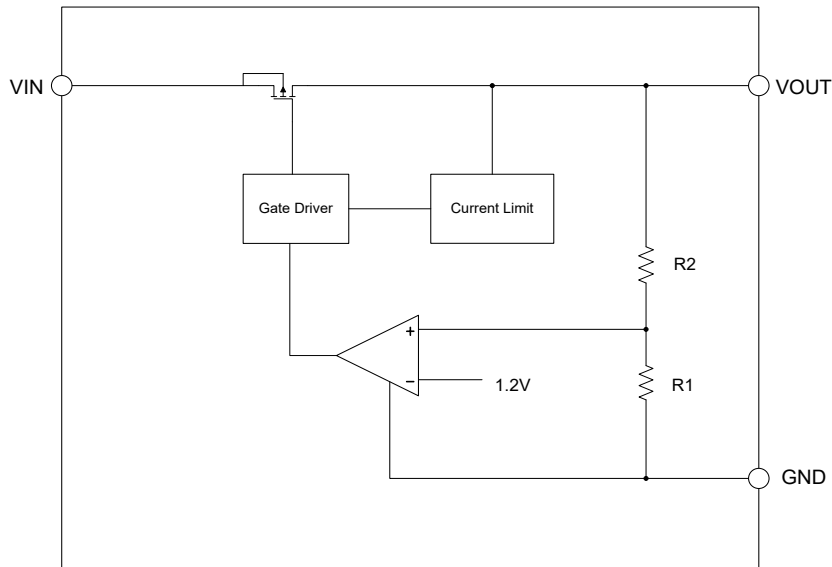 VIN
VOUT
Gate Driver
Current Limit
R2
+
−
1.2V
R1
GND